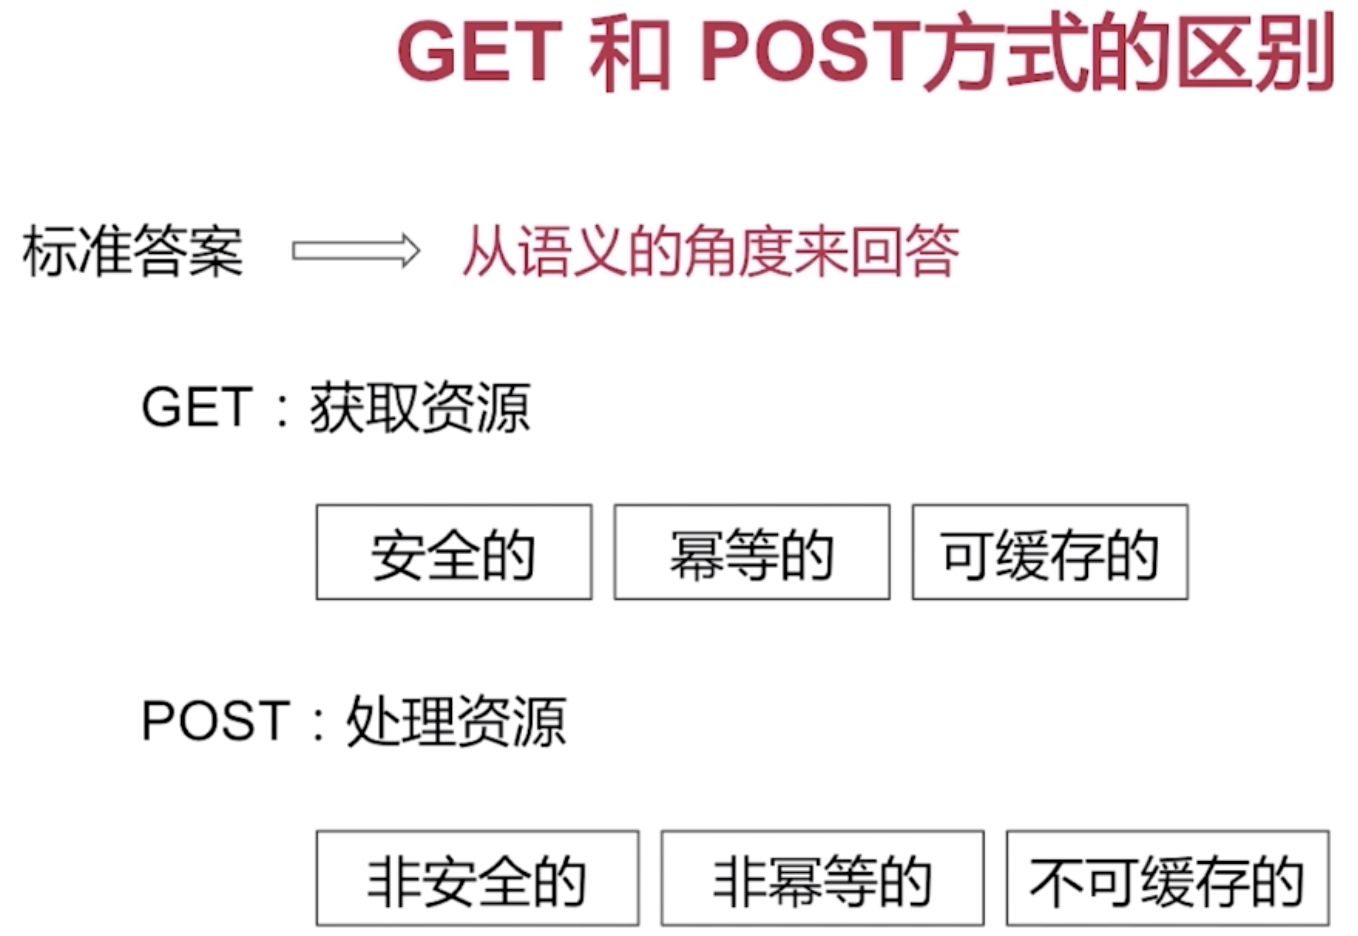 GET 和 POST方式的区别
标准答案 从语义的角度来回答
GET：获取资源
安全的 幂等的 可缓存的
POST：处理资源
非安全的 非幂等的 不可缓存的